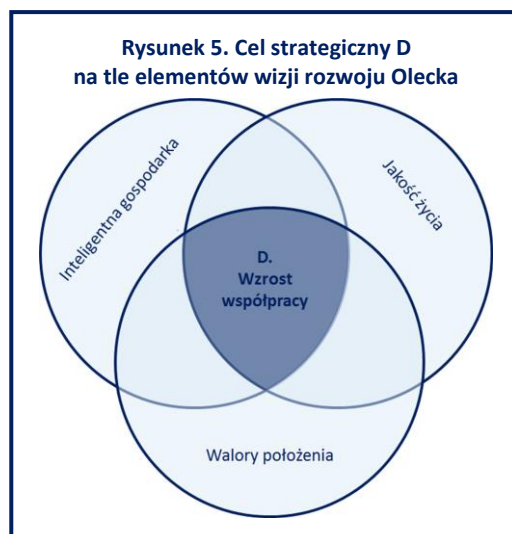 Rysunek 5. Cel strategiczny D
na tle elementów wizji rozwoju Olecka
Inteligentna gospodarka
Jakość życia
D.
Wzrost
współpracy
Walory położenia